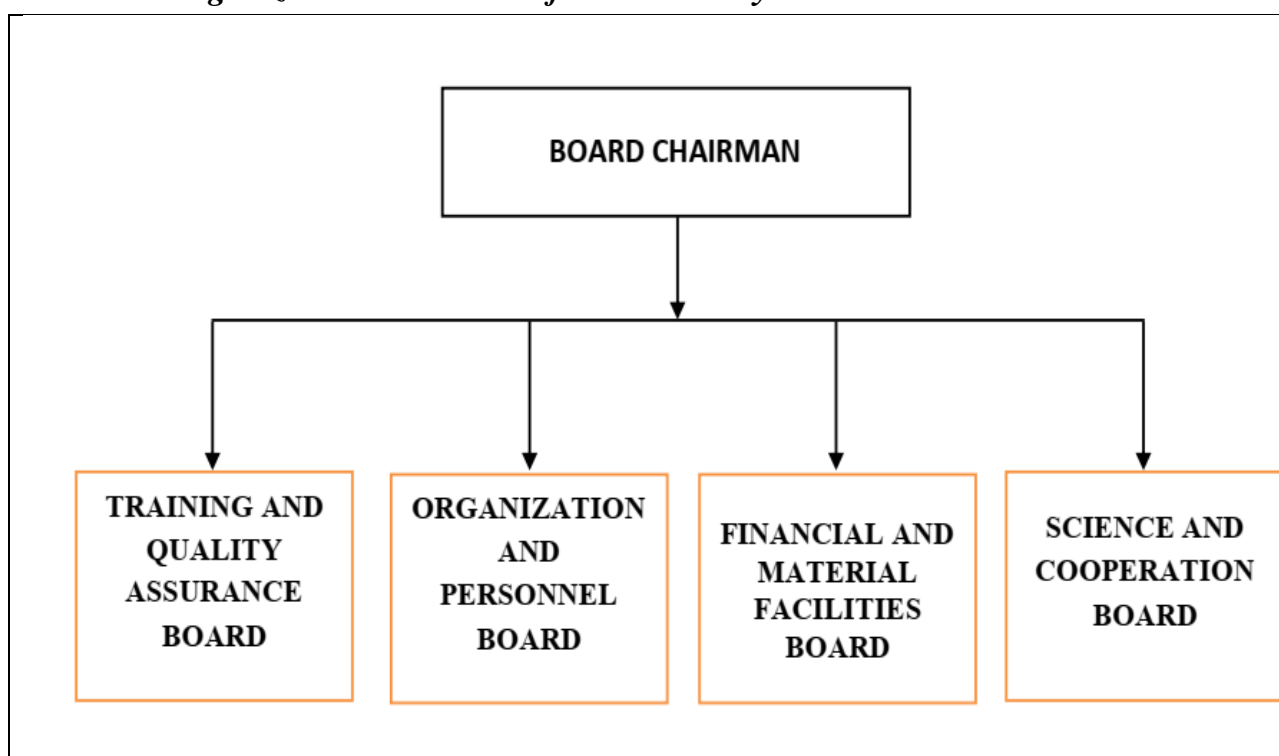 BOARD CHAIRMAN
TRAINING AND
QUALITY
ASSURANCE
BOARD
ORGANIZATION
AND
PERSONNEL
BOARD
FINANCIAL AND
MATERIAL
FACILITIES
BOARD
SCIENCE AND
COOPERATION
BOARD